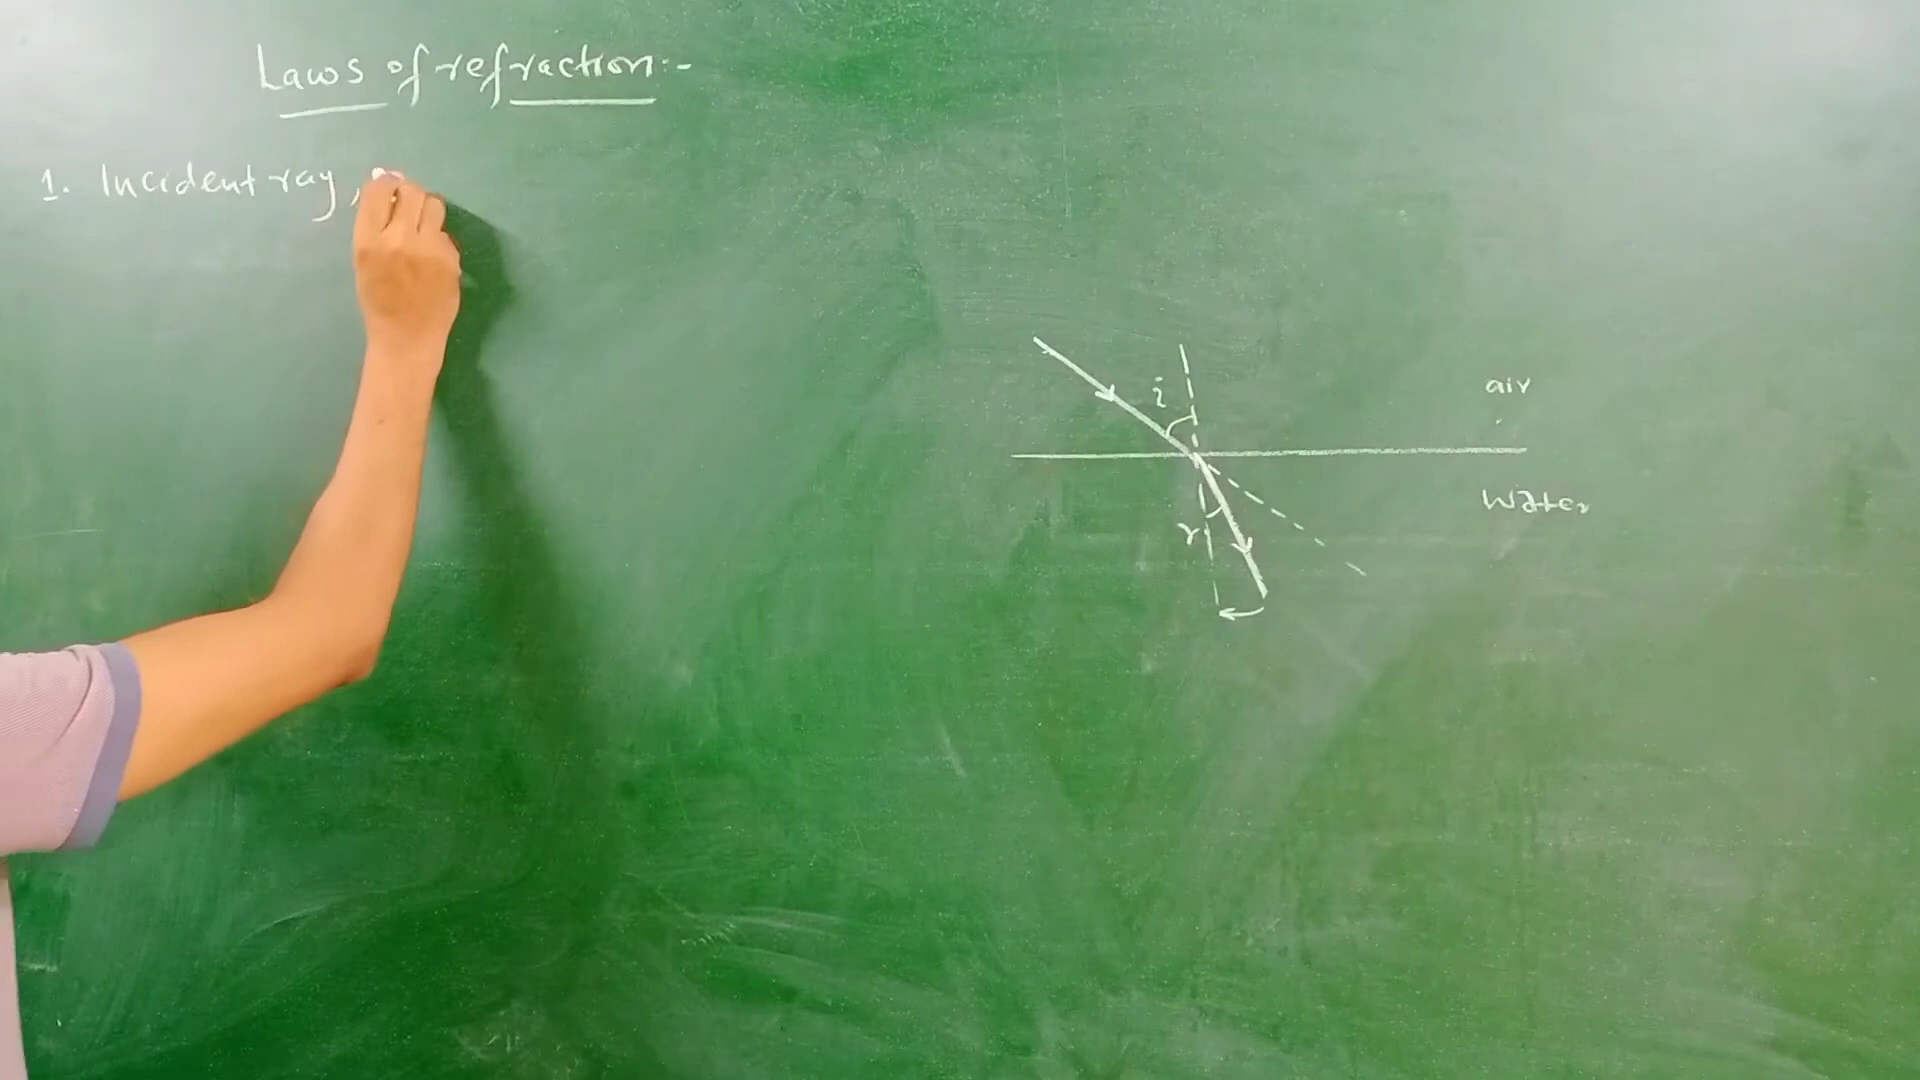 Laws of refraction:-
1. Incident ray,
i
air
water
r